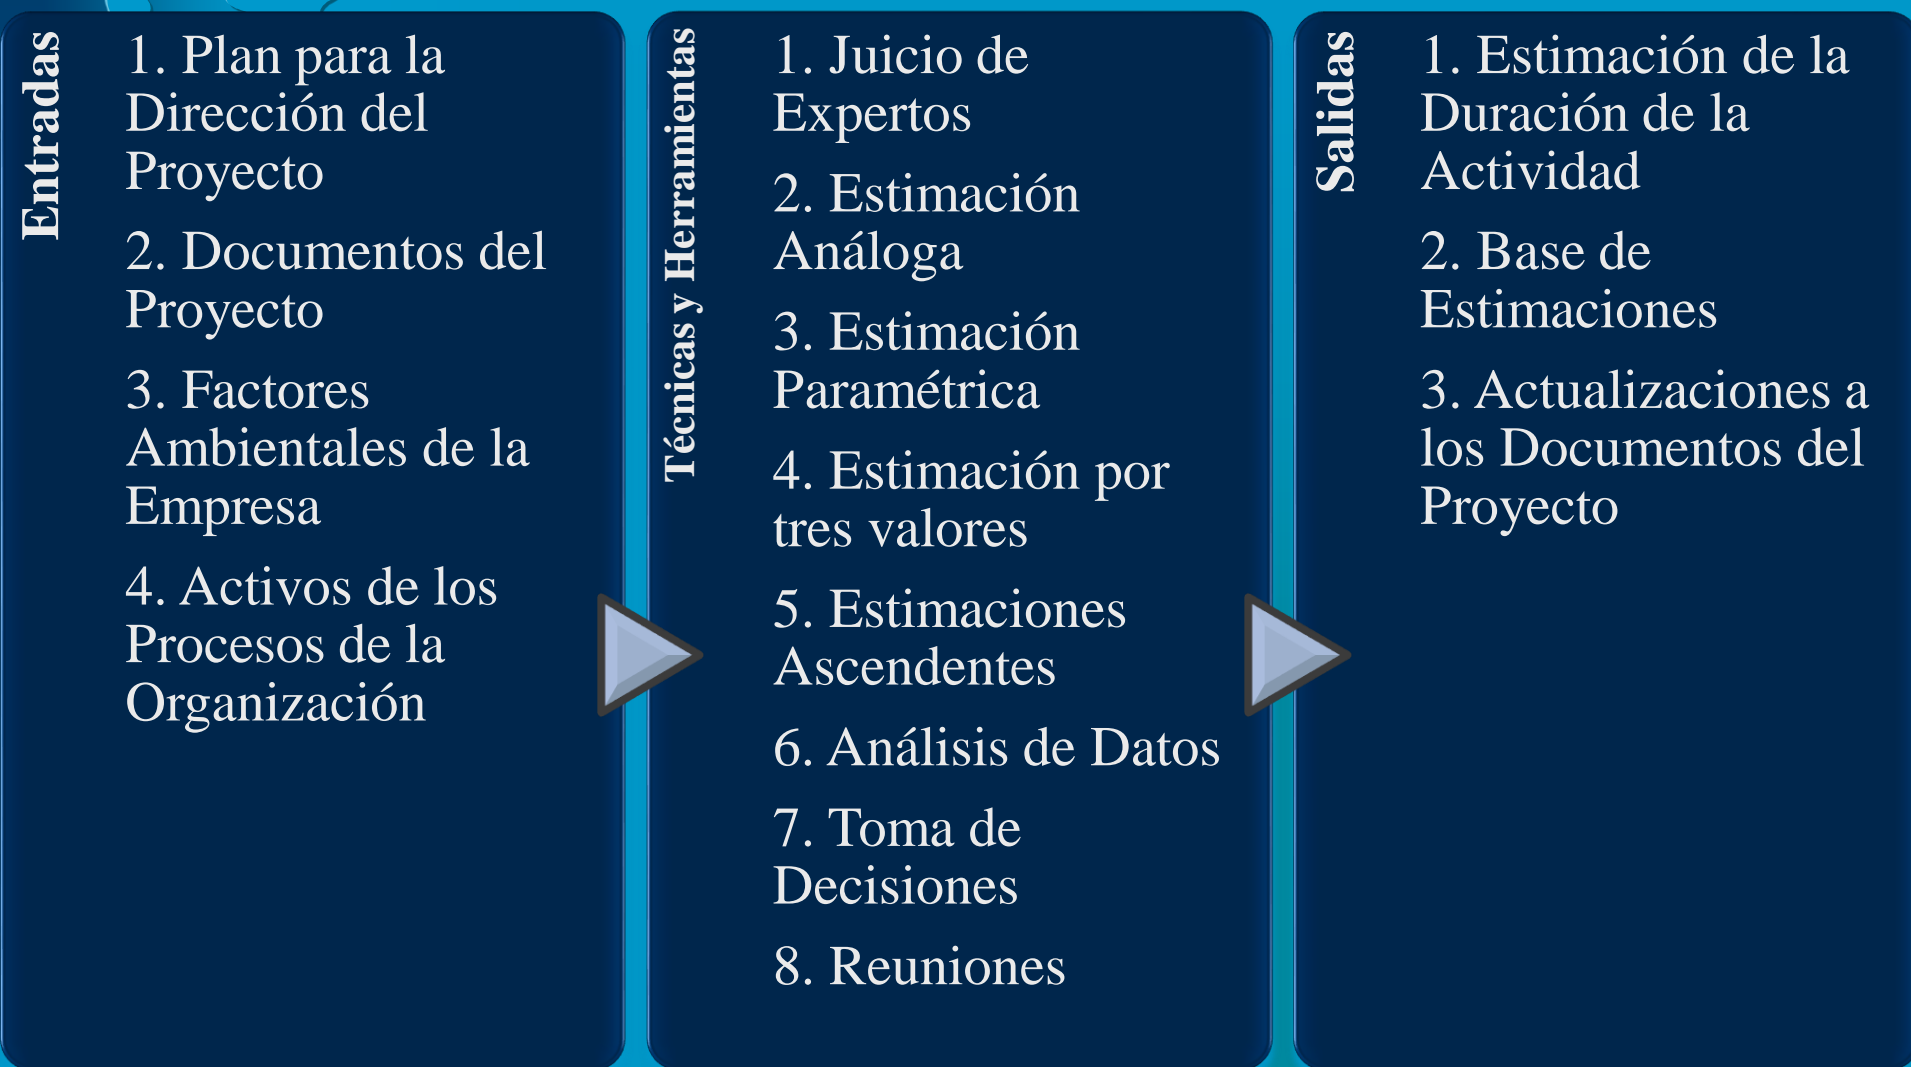 Entradas
1. Plan para la
Dirección del
Proyecto
2. Documentos del
Proyecto
3. Factores
Ambientales de la
Empresa
4. Activos de los
Procesos de la
Organización
Técnicas y Herramientas
1. Juicio de
Expertos
2. Estimación
Análoga
3. Estimación
Paramétrica
4. Estimación por
tres valores
5. Estimaciones
Ascendentes
6. Análisis de Datos
7. Toma de
Decisiones
8. Reuniones
Salidas
1. Estimación de la
Duración de la
Actividad
2. Base de
Estimaciones
3. Actualizaciones a
los Documentos del
Proyecto